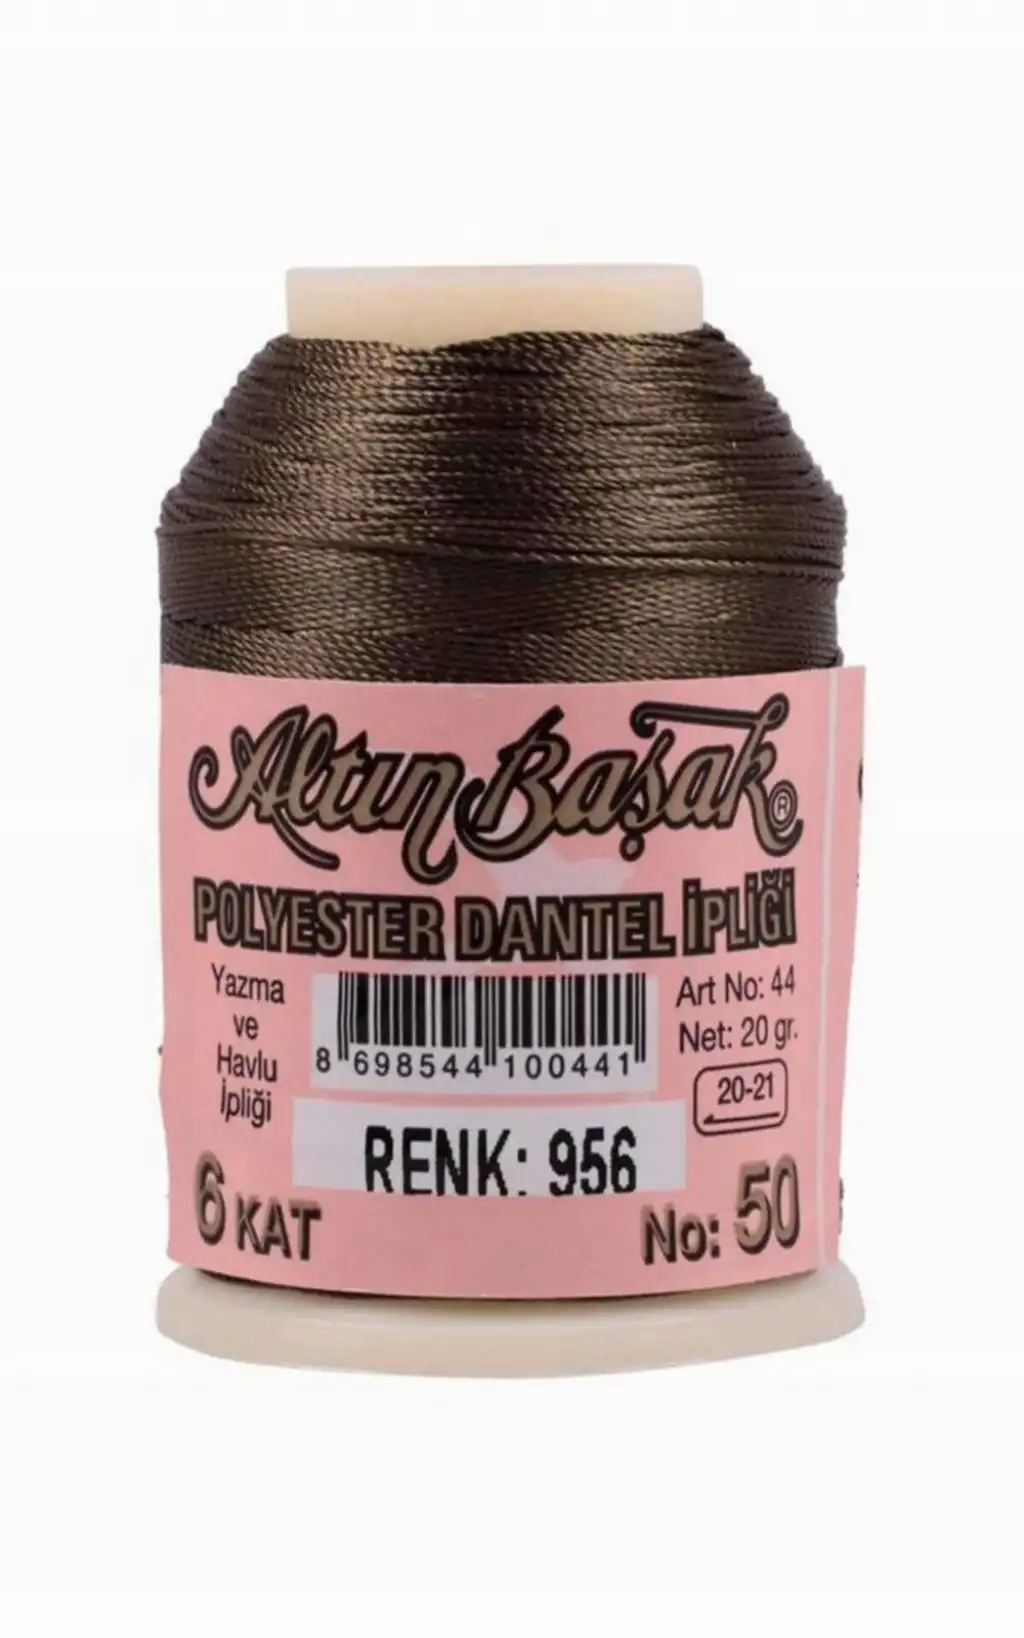 Altın Başak ®
POLYESTER DANTEL İPLİĞİ
Yazma
ve
Havlu
İpliği
8 698544 100441
Art No: 44
Net: 20 gr.
20-21
RENK: 956
6 KAT
No: 50